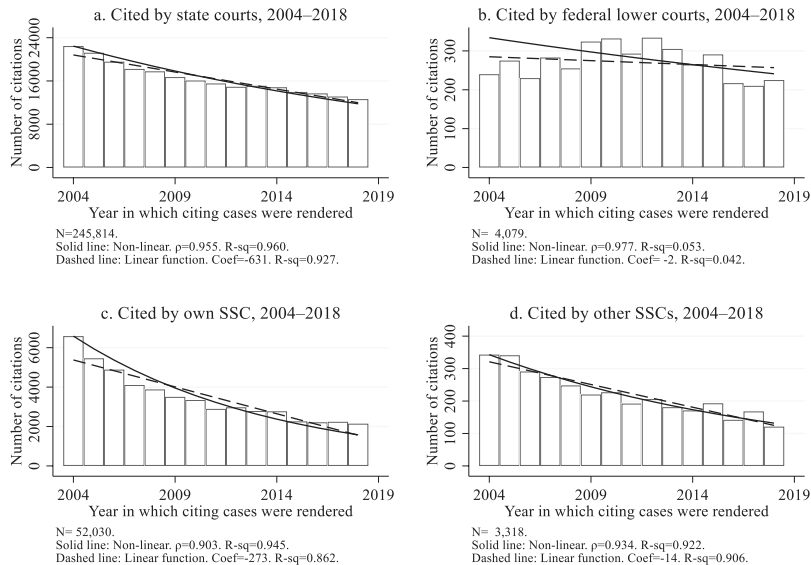 a. Cited by state courts, 2004–2018
Number of citations
0 8000 16000 24000
2004 2009 2014 2019
Year in which citing cases were rendered
N=245,814.
Solid line: Non-linear. ρ=0.955. R-sq=0.960.
Dashed line: Linear function. Coef=-631. R-sq=0.927.
b. Cited by federal lower courts, 2004–2018
Number of citations
0 100 200 300
2004 2009 2014 2019
Year in which citing cases were rendered
N= 4,079.
Solid line: Non-linear. ρ=0.977. R-sq=0.053.
Dashed line: Linear function. Coef= -2. R-sq=0.042.
c. Cited by own SSC, 2004–2018
Number of citations
0 2000 4000 6000
2004 2009 2014 2019
Year in which citing cases were rendered
N= 52,030.
Solid line: Non-linear. ρ=0.903. R-sq=0.945.
Dashed line: Linear function. Coef=-273. R-sq=0.862.
d. Cited by other SSCs, 2004–2018
Number of citations
0 100 200 300 400
2004 2009 2014 2019
Year in which citing cases were rendered
N= 3,318.
Solid line: Non-linear. ρ=0.934. R-sq=0.922.
Dashed line: Linear function. Coef=-14. R-sq=0.906.